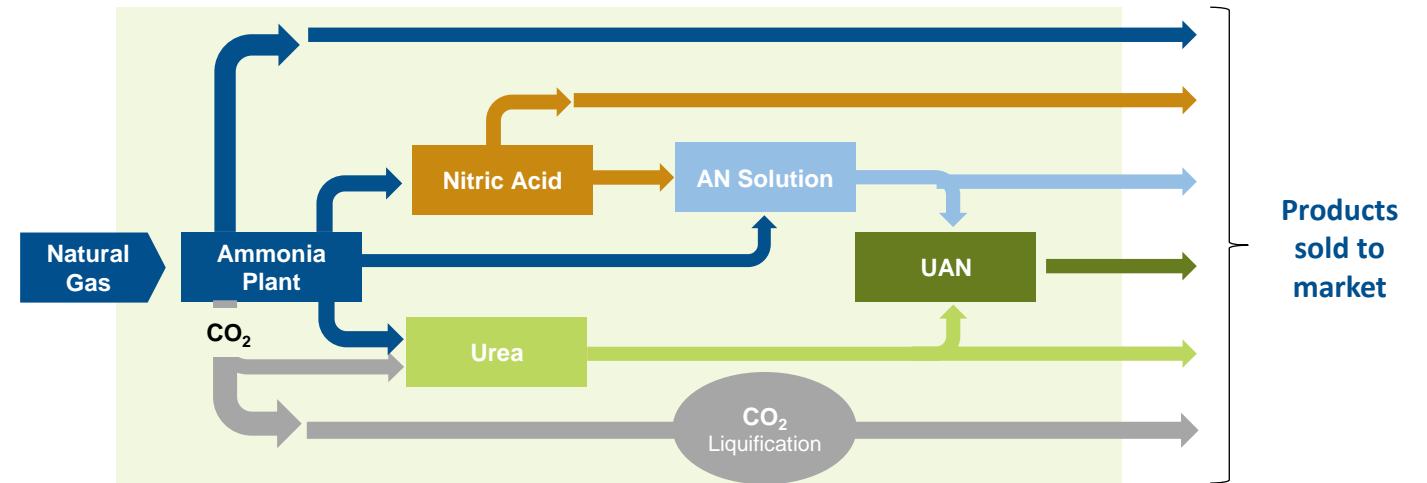 Nitric Acid
AN Solution
Natural
Gas
Ammonia
Plant
UAN
Products
sold to
market
CO₂
Urea
CO₂
Liquification